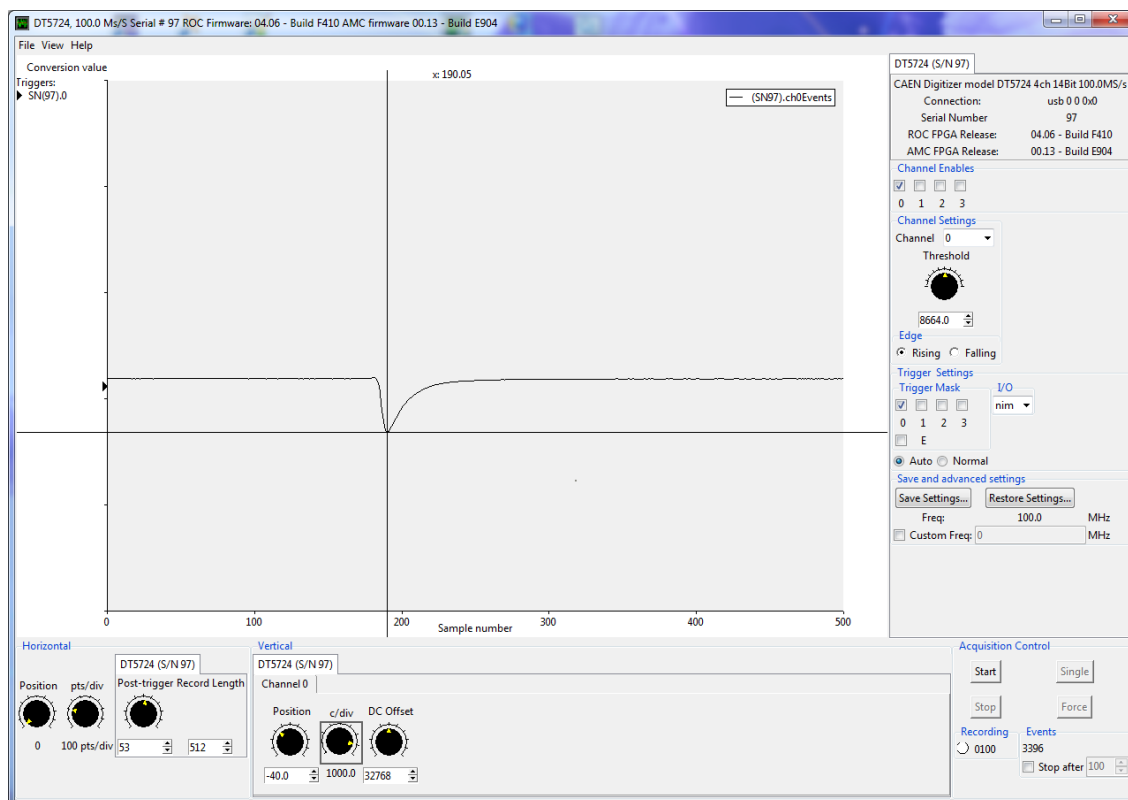 DT5724, 100.0 Ms/S Serial # 97 ROC Firmware: 04.06 - Build F410 AMC firmware 00.13 - Build E904
File View Help
Conversion value
Triggers:
SN(97).0
x: 190.05
(SN97).ch0Events
0 100 200 300 400 500
Sample number
DT5724 (S/N 97)
CAEN Digitizer model DT5724 4ch 14Bit 100.0MS/s
Connection: usb 0 0 0x0
Serial Number 97
ROC FPGA Release: 04.06 - Build F410
AMC FPGA Release: 00.13 - Build E904
Channel Enables
0 1 2 3
Channel Settings
Channel 0
Threshold
8664.0
Edge
Rising Falling
Trigger Settings
Trigger Mask I/O
nim
0 1 2 3
E
Auto Normal
Save and advanced settings
Save Settings... Restore Settings...
Freq: 100.0 MHz
Custom Freq: 0 MHz
Horizontal
DT5724 (S/N 97)
Position pts/div Post-trigger Record Length
0 100 pts/div 53 512
Vertical
DT5724 (S/N 97)
Channel 0
Position c/div DC Offset
-40.0 1000.0 32768
Acquisition Control
Start Single
Stop Force
Recording Events
0100 3396
Stop after 100